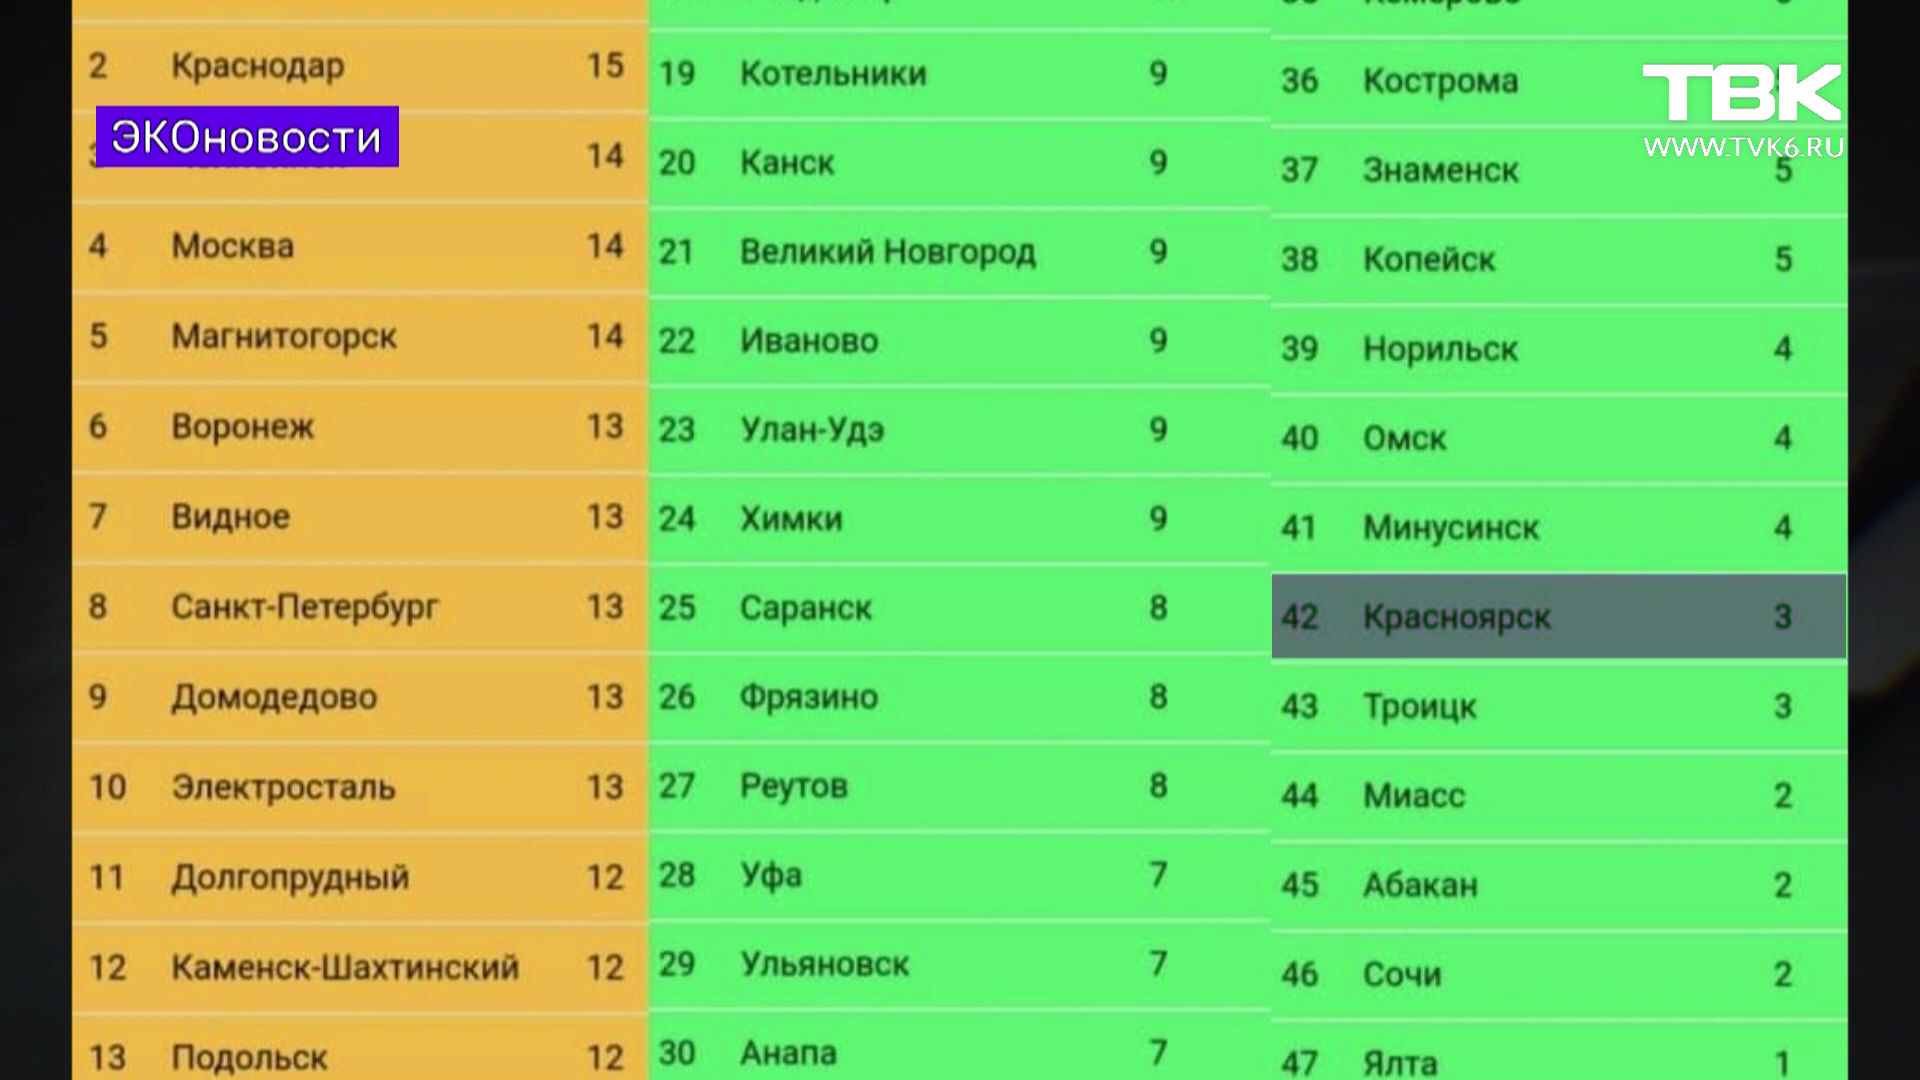 2 Краснодар 15
ЭКОновости
14
4 Москва 14
5 Магнитогорск 14
6 Воронеж 13
7 Видное 13
8 Санкт-Петербург 13
9 Домодедово 13
10 Электросталь 13
11 Долгопрудный 12
12 Каменск-Шахтинский 12
13 Подольск 12
19 Котельники 9
20 Канск 9
21 Великий Новгород 9
22 Иваново 9
23 Улан-Удэ 9
24 Химки 9
25 Саранск 8
26 Фрязино 8
27 Реутов 8
28 Уфа 7
29 Ульяновск 7
30 Анапа 7
36 Кострома
37 Знаменск 5
38 Копейск 5
39 Норильск 4
40 Омск 4
41 Минусинск 4
42 Красноярск 3
43 Троицк 3
44 Миасс 2
45 Абакан 2
46 Сочи 2
47 Ялта 1
ТВК
WWW.TVK6.RU